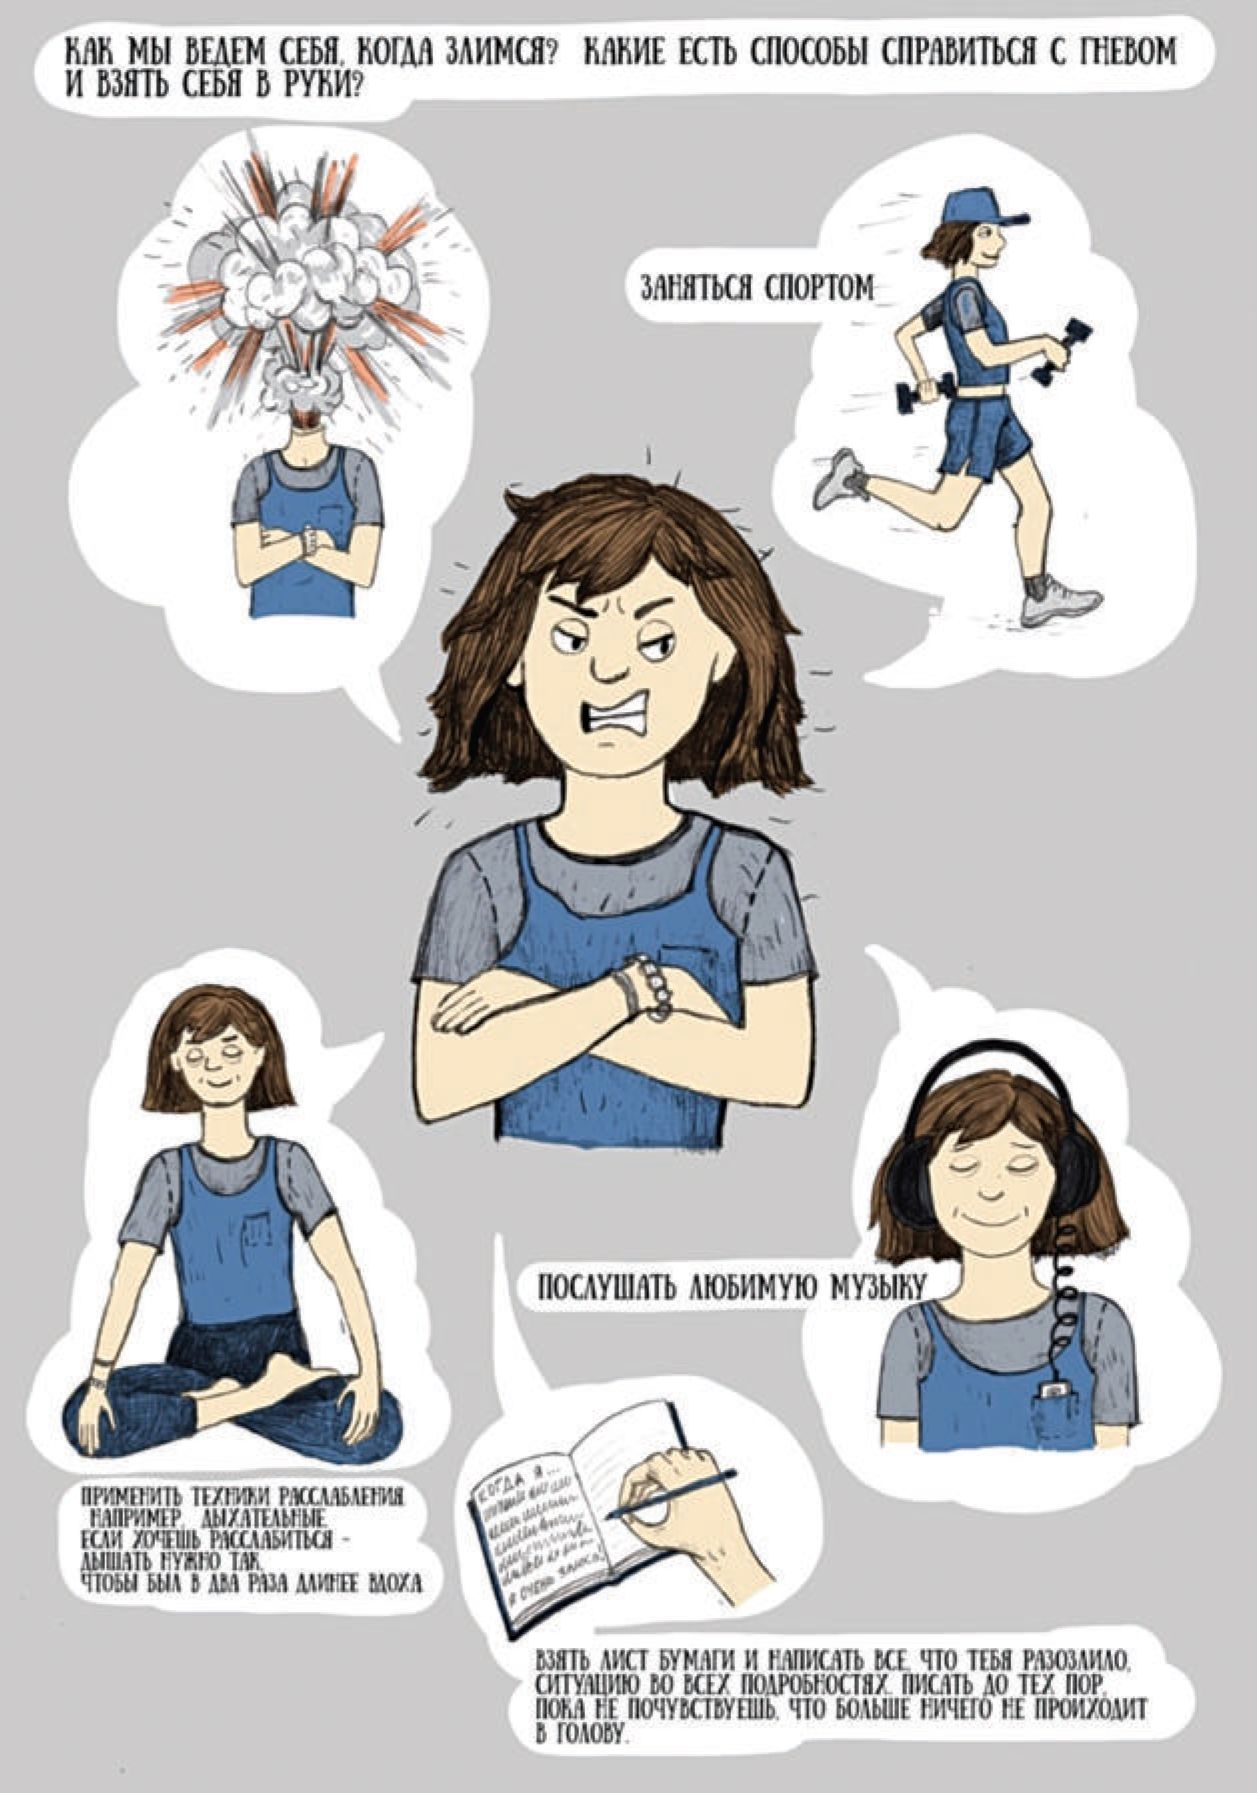 КАК МЫ ВЕДЕМ СЕБЯ, КОГДА ЗЛИМСЯ? КАКИЕ ЕСТЬ СПОСОБЫ СПРАВИТЬСЯ С ГНЕВОМ
И ВЗЯТЬ СЕБЯ В РУКИ?
ЗАНЯТЬСЯ СПОРТОМ
ПОСЛУШАТЬ ЛЮБИМУЮ МУЗЫКУ
ПРИМЕНИТЬ ТЕХНИКИ РАССЛАБЛЕНИЯ.
НАПРИМЕР, ДЫХАТЕЛЬНЫЕ.
ЕСЛИ ХОЧЕШЬ РАССЛАБИТЬСЯ -
ДЫШАТЬ НУЖНО ТАК,
ЧТОБЫ БЫЛ В ДВА РАЗА ДЛИНЕЕ ВДОХА
КОГДА Я...
Я ОЧЕНЬ ЗЛЮСЬ!
ВЗЯТЬ ЛИСТ БУМАГИ И НАПИСАТЬ ВСЕ, ЧТО ТЕБЯ РАЗОЗЛИЛО,
СИТУАЦИЮ ВО ВСЕХ ПОДРОБНОСТЯХ. ПИСАТЬ ДО ТЕХ ПОР,
ПОКА НЕ ПОЧУВСТВУЕШЬ, ЧТО БОЛЬШЕ НИЧЕГО НЕ ПРОИХОДИТ
В ГОЛОВУ.